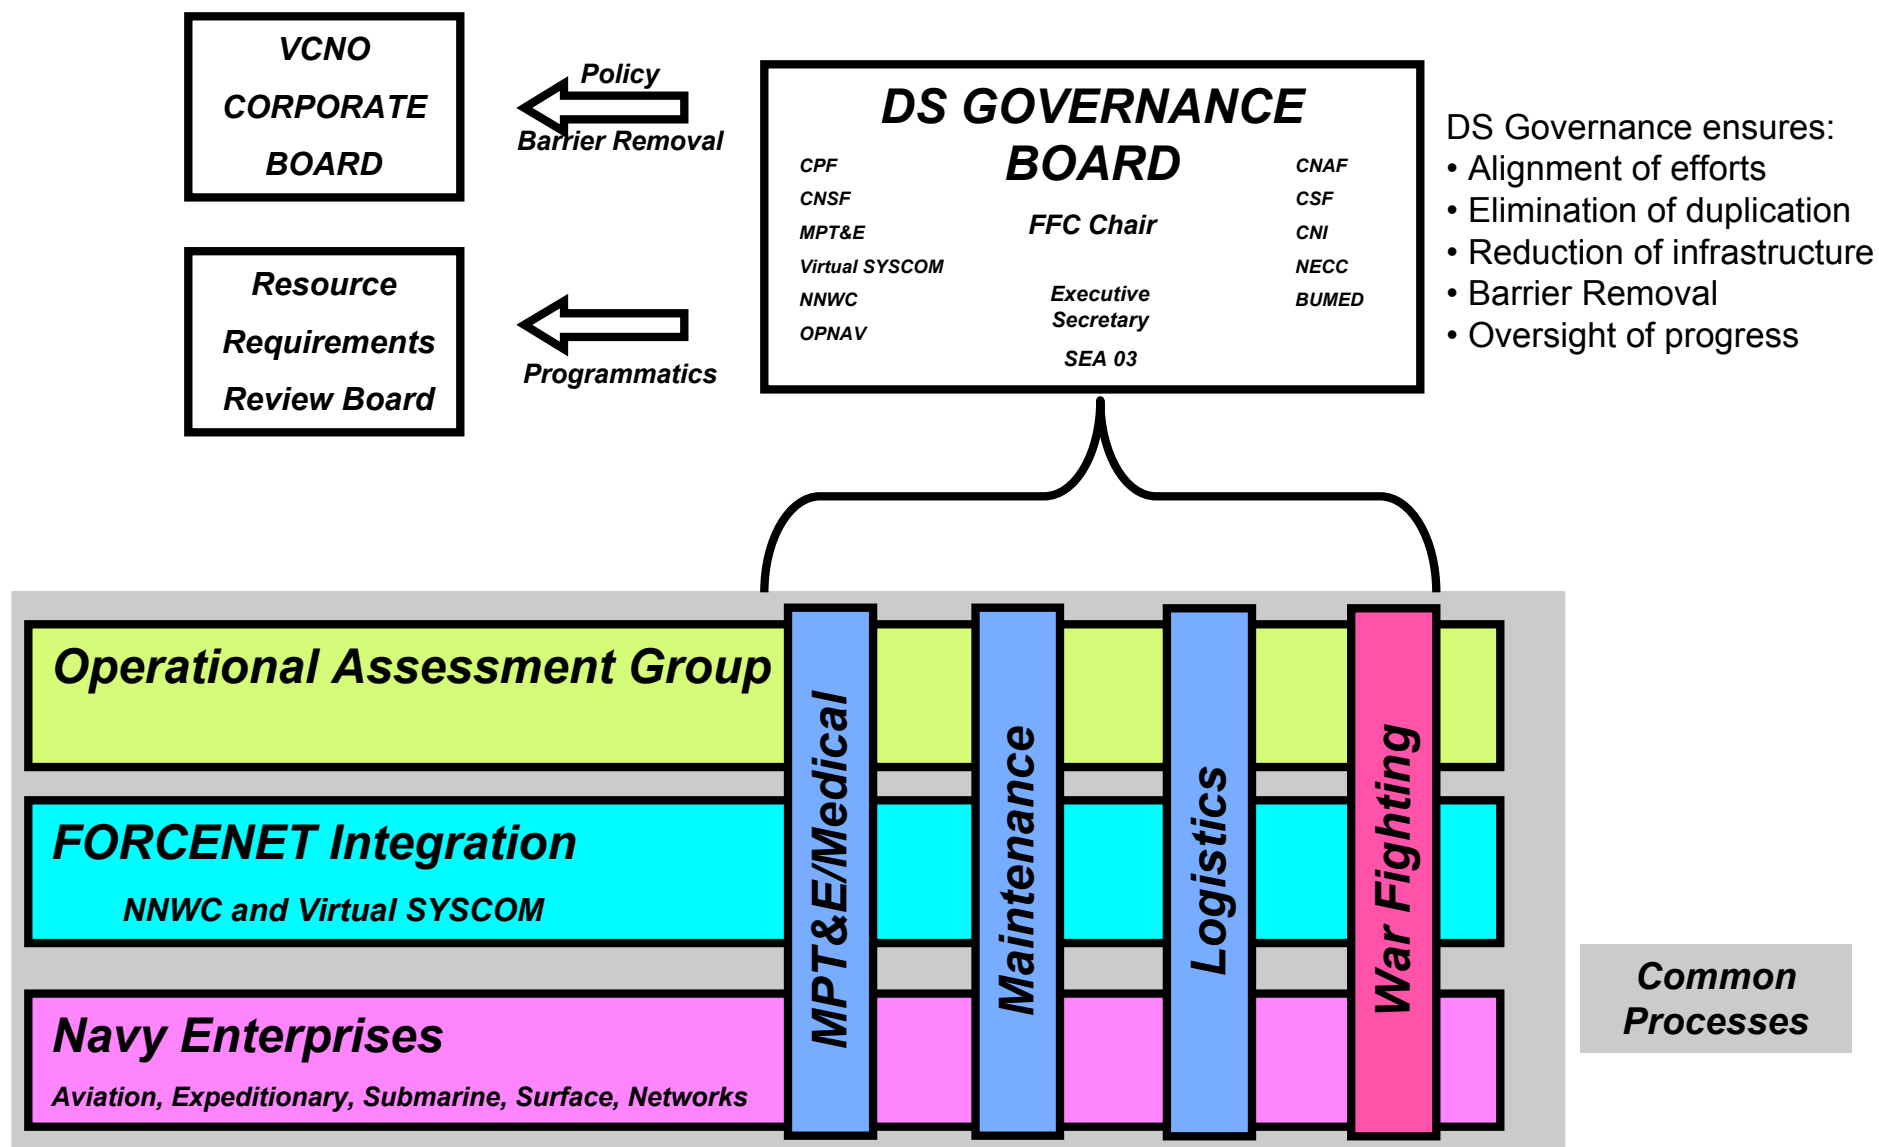 VCNO
CORPORATE
BOARD
Policy
Barrier Removal
Resource
Requirements
Review Board
Programmatics
DS GOVERNANCE
BOARD
CPF
CNSF
MPT&E
Virtual SYSCOM
NNWC
OPNAV
FFC Chair
Executive
Secretary
SEA 03
CNAF
CSF
CNI
NECC
BUMED
DS Governance ensures:
• Alignment of efforts
• Elimination of duplication
• Reduction of infrastructure
• Barrier Removal
• Oversight of progress
Operational Assessment Group
FORCENET Integration
NNWC and Virtual SYSCOM
Navy Enterprises
Aviation, Expeditionary, Submarine, Surface, Networks
MPT&E/Medical
Maintenance
Logistics
War Fighting
Common
Processes